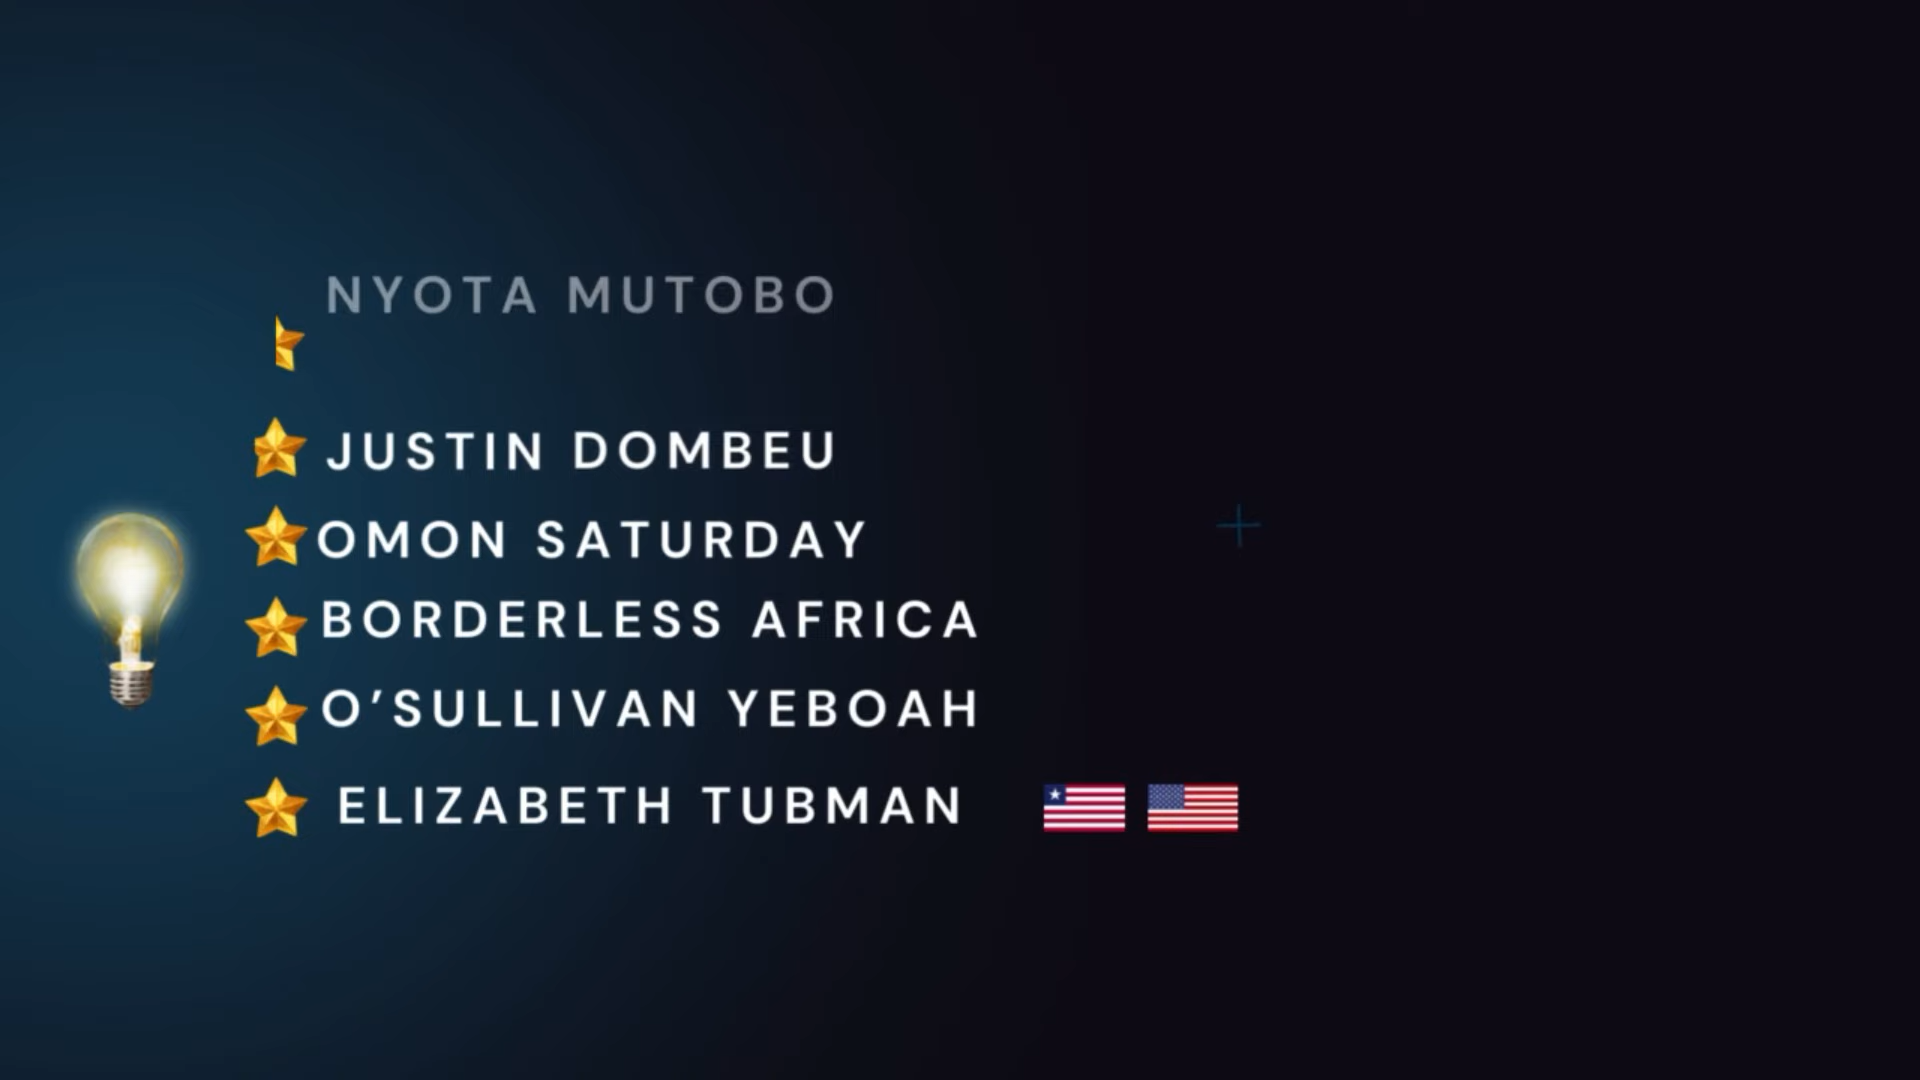 NYOTA MUTOBO
JUSTIN DOMBEU
OMON SATURDAY
BORDERLESS AFRICA
O’SULLIVAN YEBOAH
ELIZABETH TUBMAN